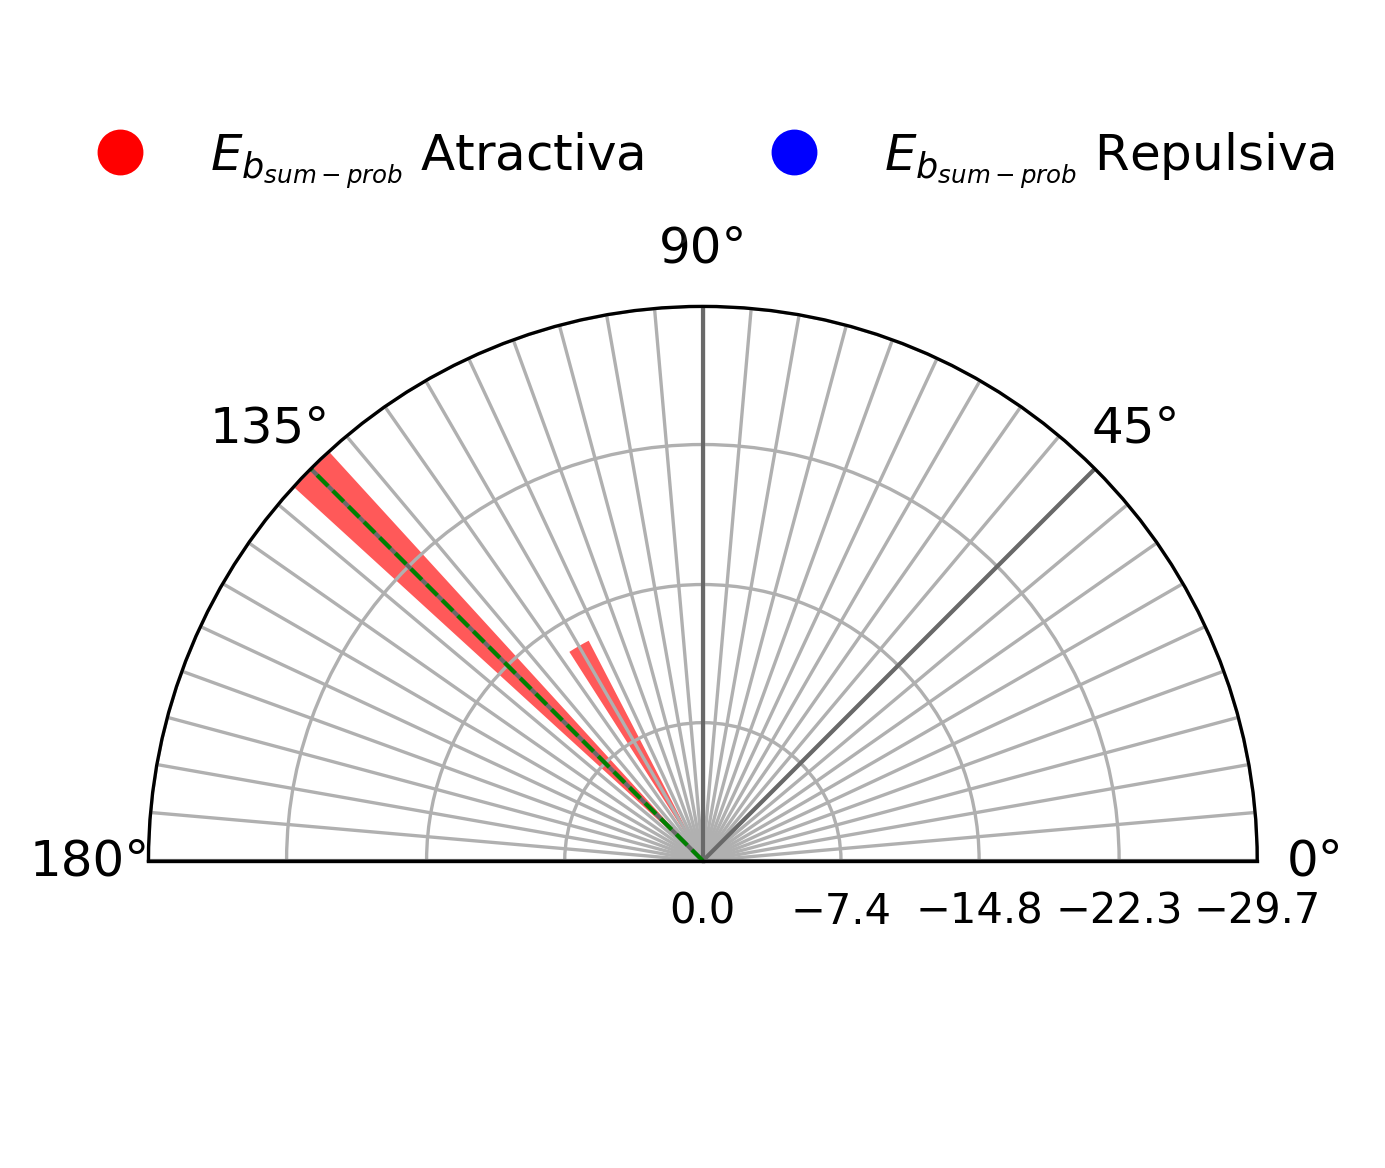 E_{b_{sum-prob}} Atractiva E_{b_{sum-prob}} Repulsiva
90°
135° 45°
180° 0°
0.0 −7.4 −14.8 −22.3 −29.7